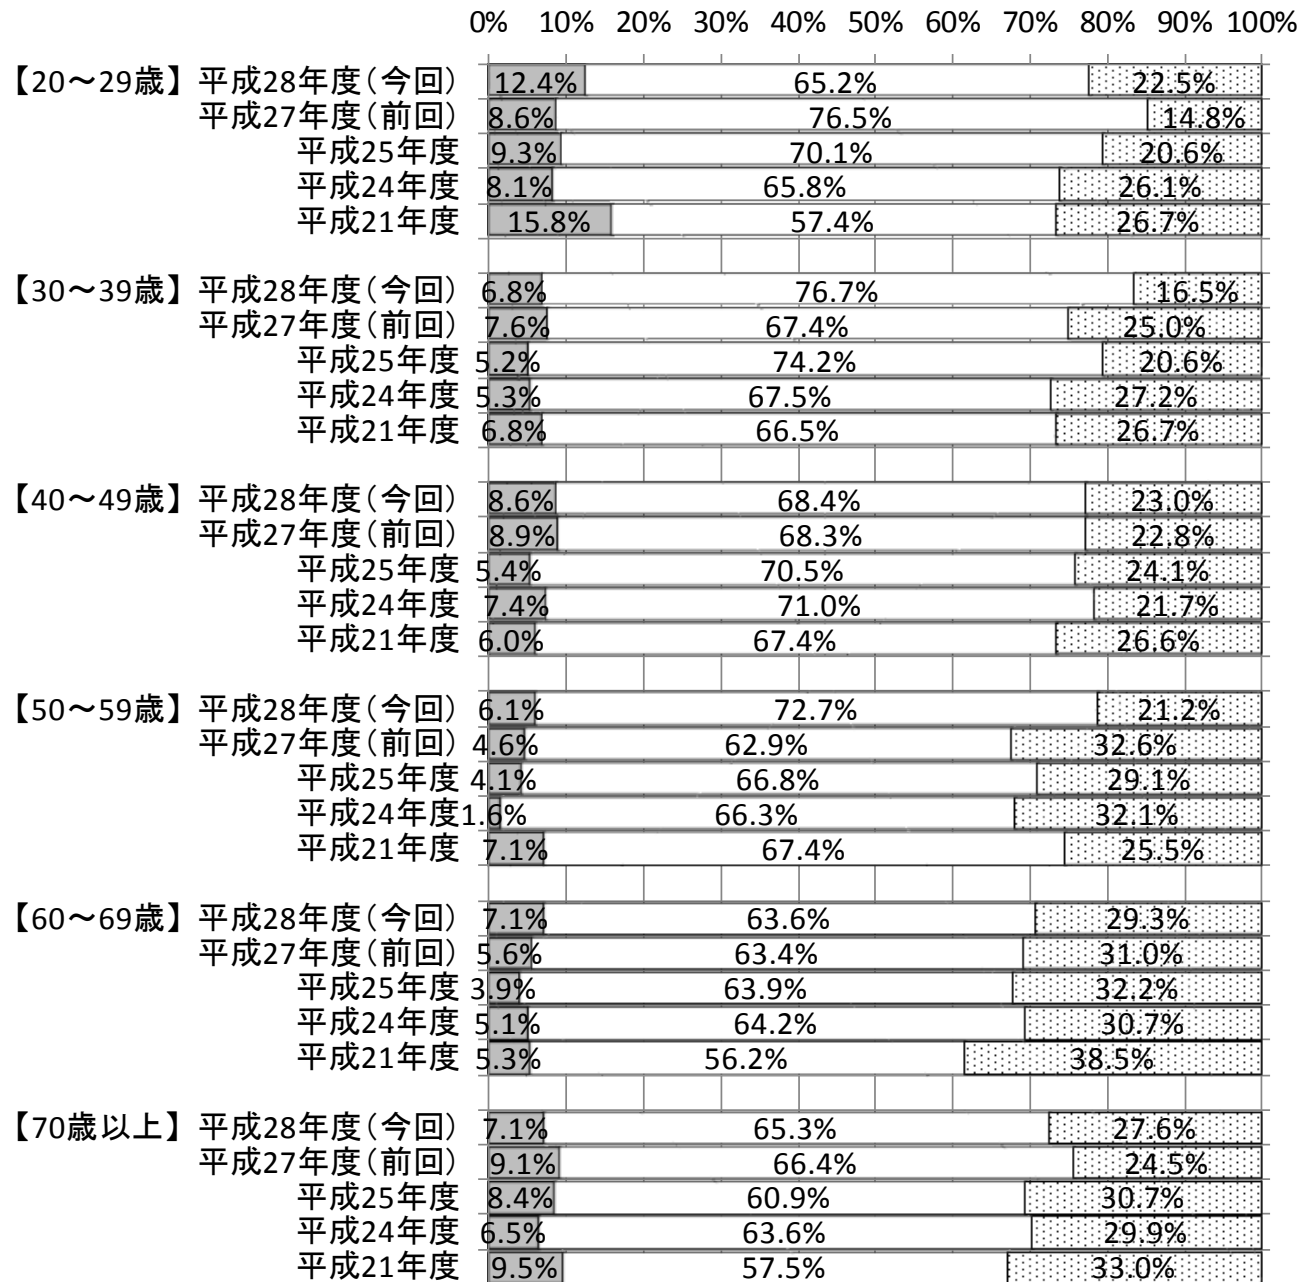 0% 10% 20% 30% 40% 50% 60% 70% 80% 90% 100%
【20～29歳】平成28年度(今回) 12.4% 65.2% 22.5%
平成27年度(前回) 8.6% 76.5% 14.8%
平成25年度 9.3% 70.1% 20.6%
平成24年度 8.1% 65.8% 26.1%
平成21年度 15.8% 57.4% 26.7%
【30～39歳】平成28年度(今回) 6.8% 76.7% 16.5%
平成27年度(前回) 7.6% 67.4% 25.0%
平成25年度 5.2% 74.2% 20.6%
平成24年度 5.3% 67.5% 27.2%
平成21年度 6.8% 66.5% 26.7%
【40～49歳】平成28年度(今回) 8.6% 68.4% 23.0%
平成27年度(前回) 8.9% 68.3% 22.8%
平成25年度 5.4% 70.5% 24.1%
平成24年度 7.4% 71.0% 21.7%
平成21年度 6.0% 67.4% 26.6%
【50～59歳】平成28年度(今回) 6.1% 72.7% 21.2%
平成27年度(前回) 4.6% 62.9% 32.6%
平成25年度 4.1% 66.8% 29.1%
平成24年度 1.6% 66.3% 32.1%
平成21年度 7.1% 67.4% 25.5%
【60～69歳】平成28年度(今回) 7.1% 63.6% 29.3%
平成27年度(前回) 5.6% 63.4% 31.0%
平成25年度 3.9% 63.9% 32.2%
平成24年度 5.1% 64.2% 30.7%
平成21年度 5.3% 56.2% 38.5%
【70歳以上】平成28年度(今回) 7.1% 65.3% 27.6%
平成27年度(前回) 9.1% 66.4% 24.5%
平成25年度 8.4% 60.9% 30.7%
平成24年度 6.5% 63.6% 29.9%
平成21年度 9.5% 57.5% 33.0%